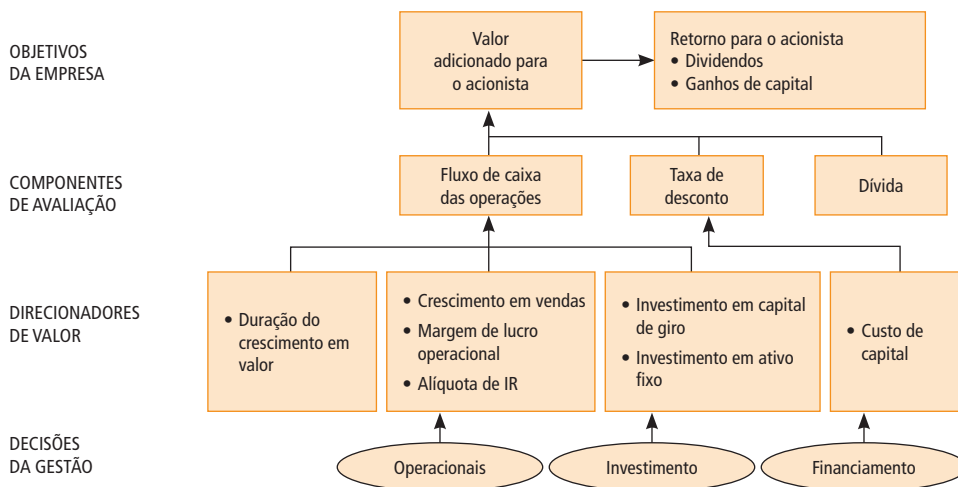 OBJETIVOS
DA EMPRESA
Valor
adicionado para
o acionista
Retorno para o acionista
• Dividendos
• Ganhos de capital
COMPONENTES
DE AVALIAÇÃO
Fluxo de caixa
das operações
Taxa de
desconto
Dívida
DIRECIONADORES
DE VALOR
• Duração do
crescimento em
valor
• Crescimento em vendas
• Margem de lucro
operacional
• Alíquota de IR
• Investimento em capital
de giro
• Investimento em ativo
fixo
• Custo de
capital
DECISÕES
DA GESTÃO
Operacionais
Investimento
Financiamento